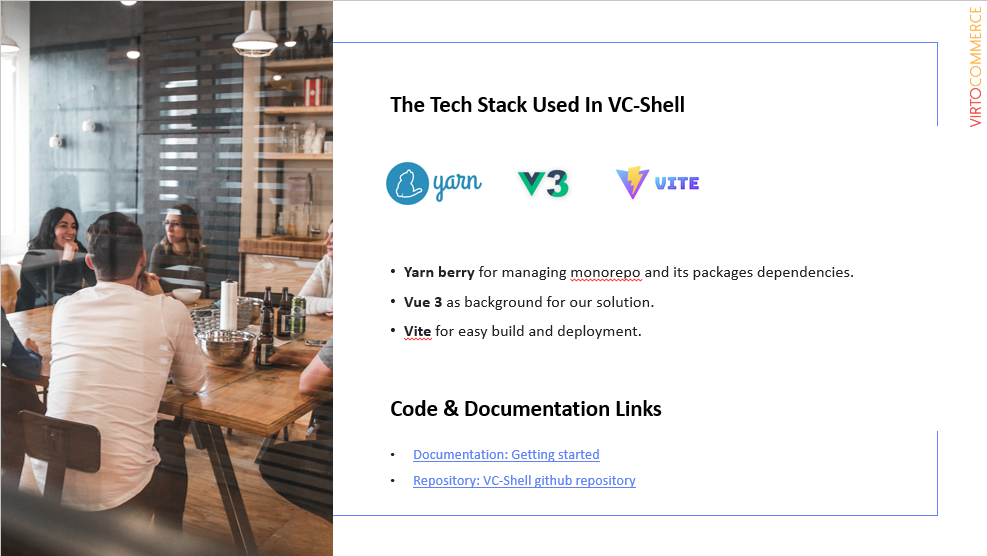 VIRTOCOMMERCE
The Tech Stack Used In VC-Shell
yarn V3 VITE
• Yarn berry for managing monorepo and its packages dependencies.
• Vue 3 as background for our solution.
• Vite for easy build and deployment.
Code & Documentation Links
• Documentation: Getting started
• Repository: VC-Shell github repository